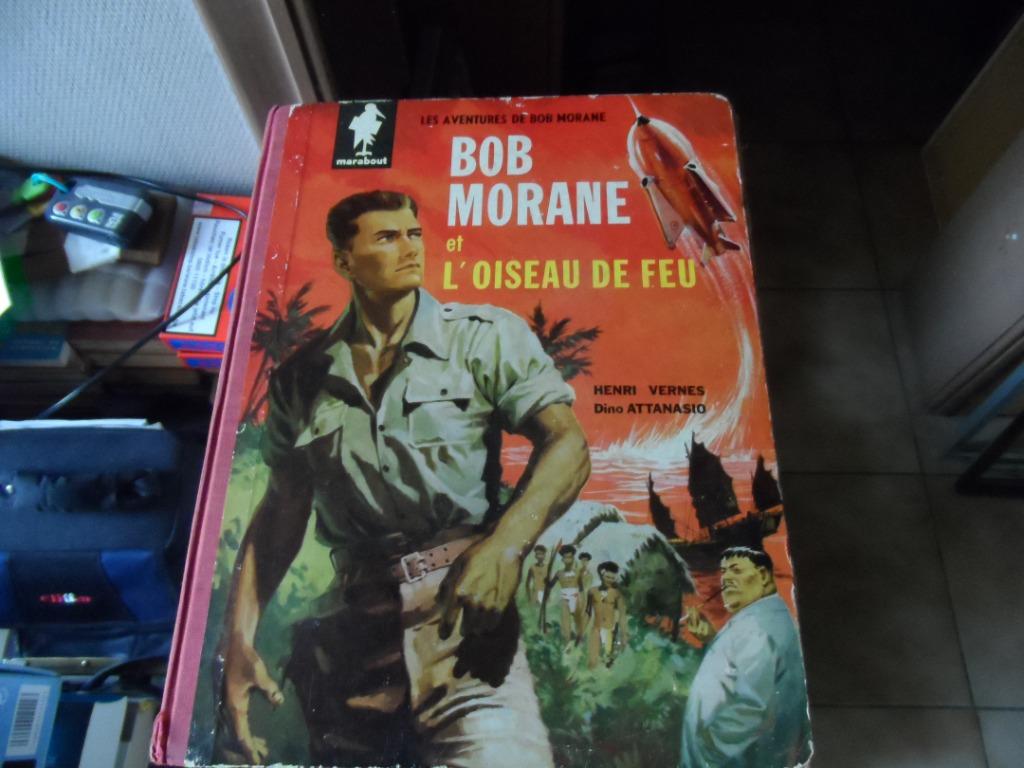 LES AVENTURES DE BOB MORANE
marabout
BOB
MORANE
et
L'OISEAU DE FEU
HENRI VERNES
Dino ATTANASIO